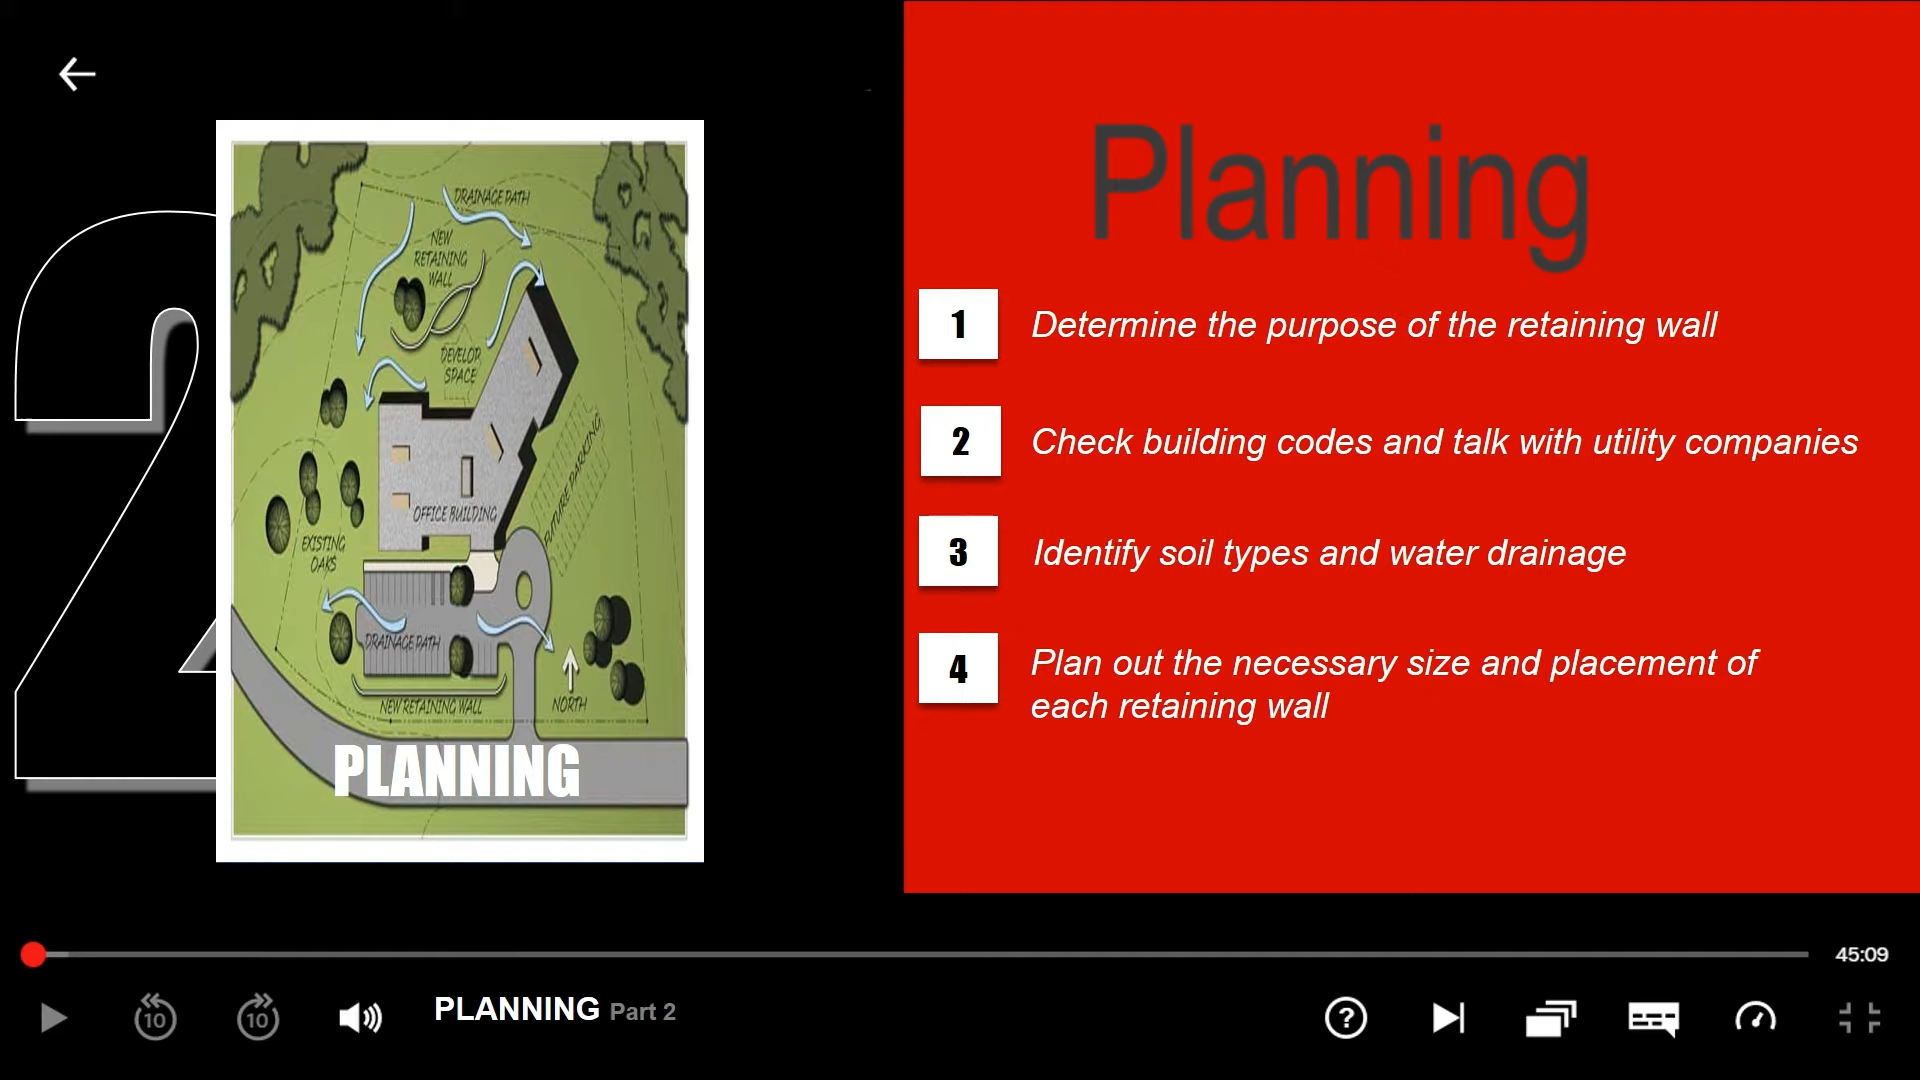 2
DRAINAGE PATH
NEW
RETAINING
WALL
DEVELOP
SPACE
FUTURE PARKING
OFFICE BUILDING
EXISTING
OAKS
DRAINAGE PATH
NEW RETAINING WALL
NORTH
PLANNING
Planning
1 Determine the purpose of the retaining wall
2 Check building codes and talk with utility companies
3 Identify soil types and water drainage
4 Plan out the necessary size and placement of
each retaining wall
45:09
10 10 PLANNING Part 2 ?